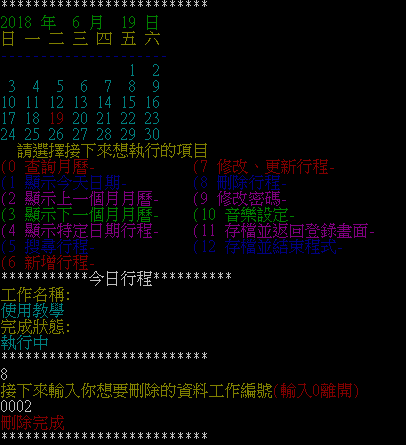 **************************
2018 年  6 月  19 日
日 一 二 三 四 五 六
---------------------
                1  2
 3  4  5  6  7  8  9
10 11 12 13 14 15 16
17 18 19 20 21 22 23
24 25 26 27 28 29 30
  請選擇接下來想執行的項目
(0 查詢月曆-            (7 修改、更新行程-
(1 顯示今天日期-        (8 刪除行程-
(2 顯示上一個月月曆-    (9 修改密碼-
(3 顯示下一個月月曆-    (10 音樂設定-
(4 顯示特定日期行程-    (11 存檔並返回登錄畫面-
(5 搜尋行程-            (12 存檔並結束程式-
(6 新增行程-
***********今日行程**********
工作名稱:
使用教學
完成狀態:
執行中
**************************
8
接下來輸入你想要刪除的資料工作編號(輸入0離開)
0002
刪除完成
**************************